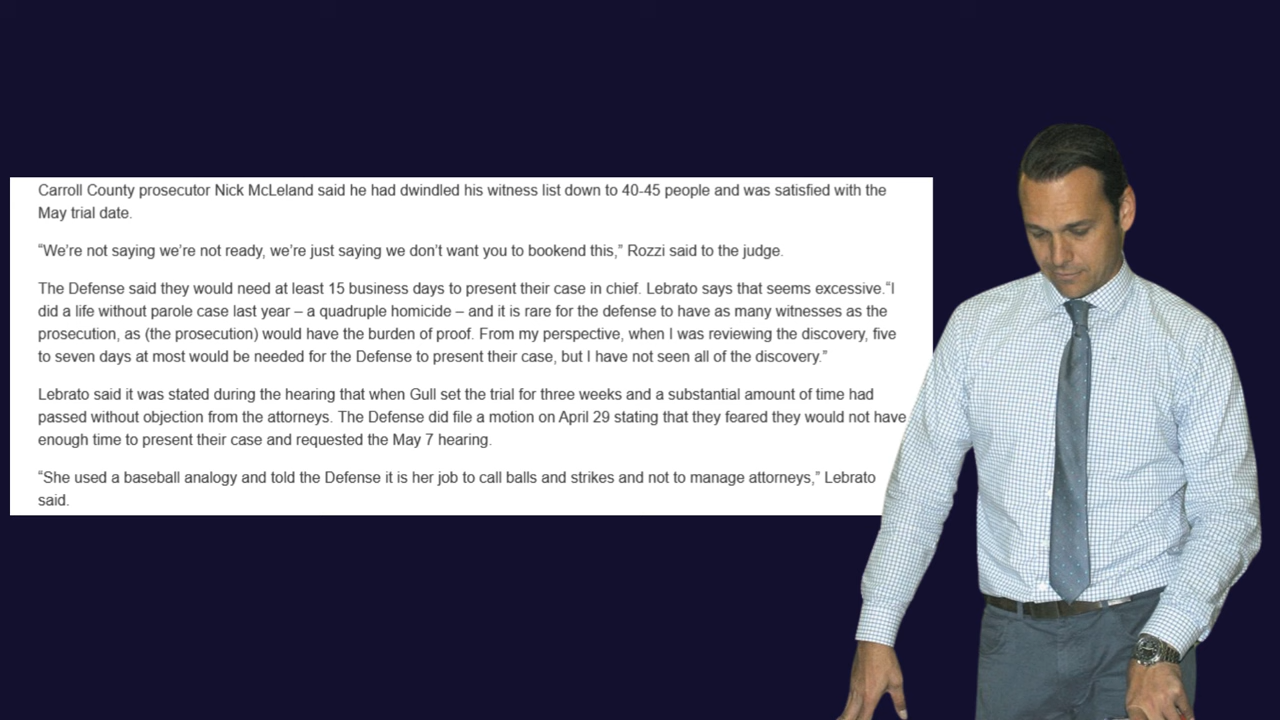 Carroll County prosecutor Nick McLeland said he had dwindled his witness list down to 40-45 people and was satisfied with the
May trial date.
“We’re not saying we’re not ready, we’re just saying we don’t want you to bookend this,” Rozzi said to the judge.
The Defense said they would need at least 15 business days to present their case in chief. Lebrato says that seems excessive.“I
did a life without parole case last year – a quadruple homicide – and it is rare for the defense to have as many witnesses as the
prosecution, as (the prosecution) would have the burden of proof. From my perspective, when I was reviewing the discovery, five
to seven days at most would be needed for the Defense to present their case, but I have not seen all of the discovery.”
Lebrato said it was stated during the hearing that when Gull set the trial for three weeks and a substantial amount of time had
passed without objection from the attorneys. The Defense did file a motion on April 29 stating that they feared they would not have
enough time to present their case and requested the May 7 hearing.
“She used a baseball analogy and told the Defense it is her job to call balls and strikes and not to manage attorneys,” Lebrato
said.